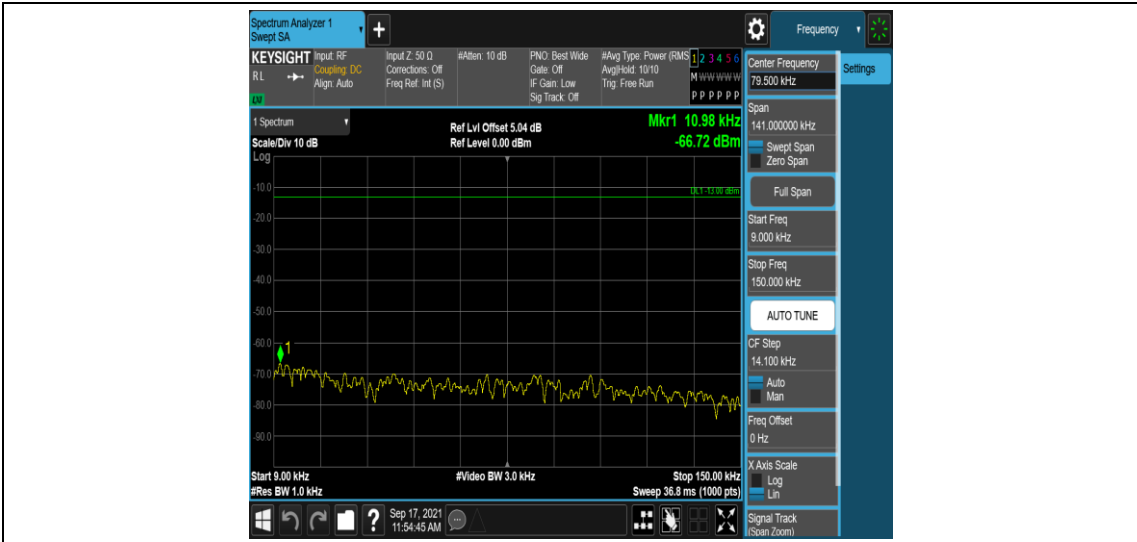 Spectrum Analyzer 1
Swept SA
+
Frequency
KEYSIGHT
RL
LXI
Input: RF
Coupling: DC
Align: Auto
Input Z: 50 Ω
Corrections: Off
Freq Ref: Int (S)
#Atten: 10 dB
PNO: Best Wide
Gate: Off
IF Gain: Low
Sig Track: Off
#Avg Type: Power (RMS
Avg|Hold: 10/10
Trig: Free Run
1 2 3 4 5 6
M W W W W W
P P P P P P
1 Spectrum
Scale/Div 10 dB
Ref Lvl Offset 5.04 dB
Ref Level 0.00 dBm
Mkr1 10.98 kHz
-66.72 dBm
Log
DL1 -13.00 dBm
-10.0
-20.0
-30.0
-40.0
-50.0
-60.0
1
-70.0
-80.0
-90.0
Start 9.00 kHz
#Res BW 1.0 kHz
#Video BW 3.0 kHz
Stop 150.00 kHz
Sweep 36.8 ms (1000 pts)
?
Sep 17, 2021
11:54:45 AM
Center Frequency
79.500 kHz
Span
141.000000 kHz
Swept Span
Zero Span
Full Span
Start Freq
9.000 kHz
Stop Freq
150.000 kHz
AUTO TUNE
CF Step
14.100 kHz
Auto
Man
Freq Offset
0 Hz
X Axis Scale
Log
Lin
Signal Track
(Span Zoom)
Settings